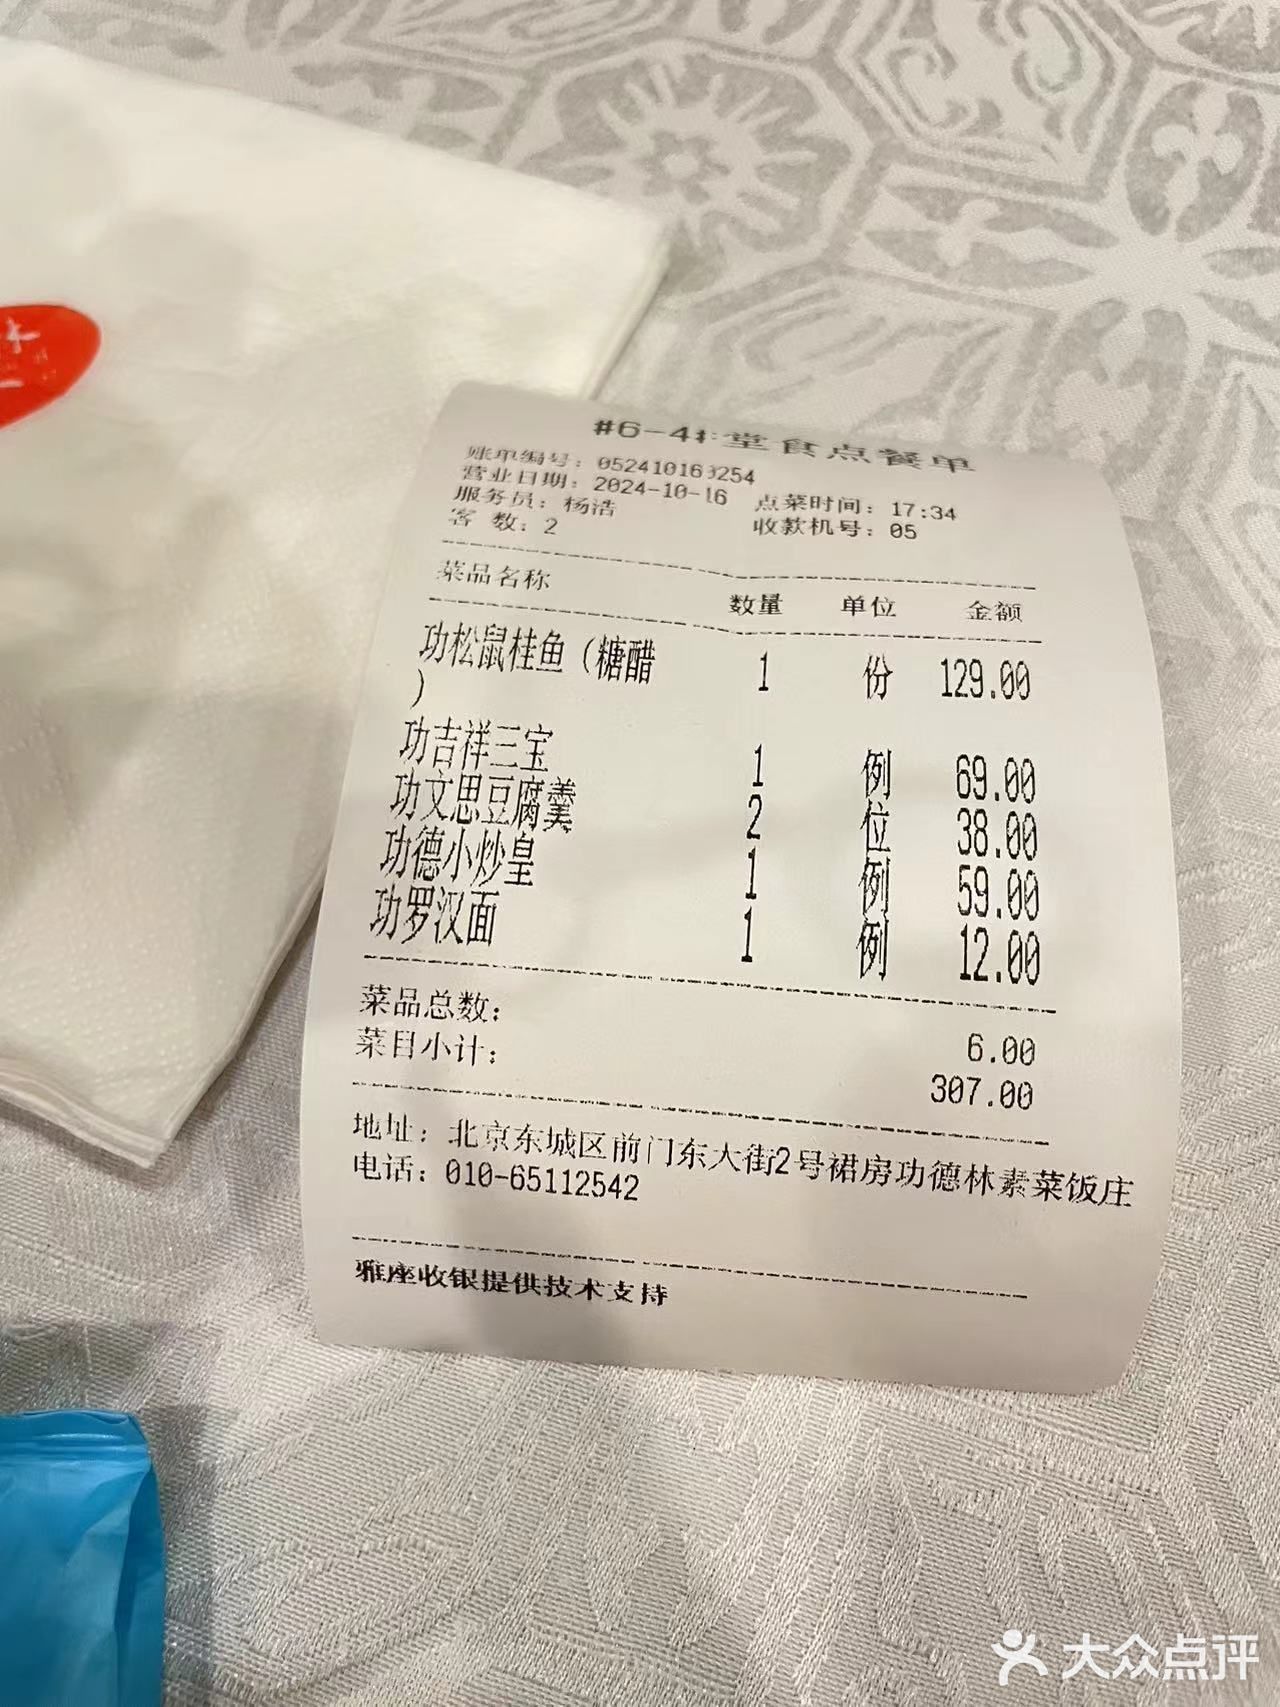 #6-4#堂食点餐单
账单编号：052410160254
营业日期：2024-10-16 点菜时间：17:34
服务员：杨浩 收款机号：05
客 数：2
菜品名称 数量 单位 金额
功松鼠桂鱼（糖醋 1 份 129.00
）
功吉祥三宝 1 例 69.00
功文思豆腐羹 2 位 38.00
功德小炒皇 1 例 59.00
功罗汉面 1 例 12.00
菜品总数： 6.00
菜目小计： 307.00
地址：北京东城区前门东大街2号裙房功德林素菜饭庄
电话：010-65112542
雅座收银提供技术支持
大众点评